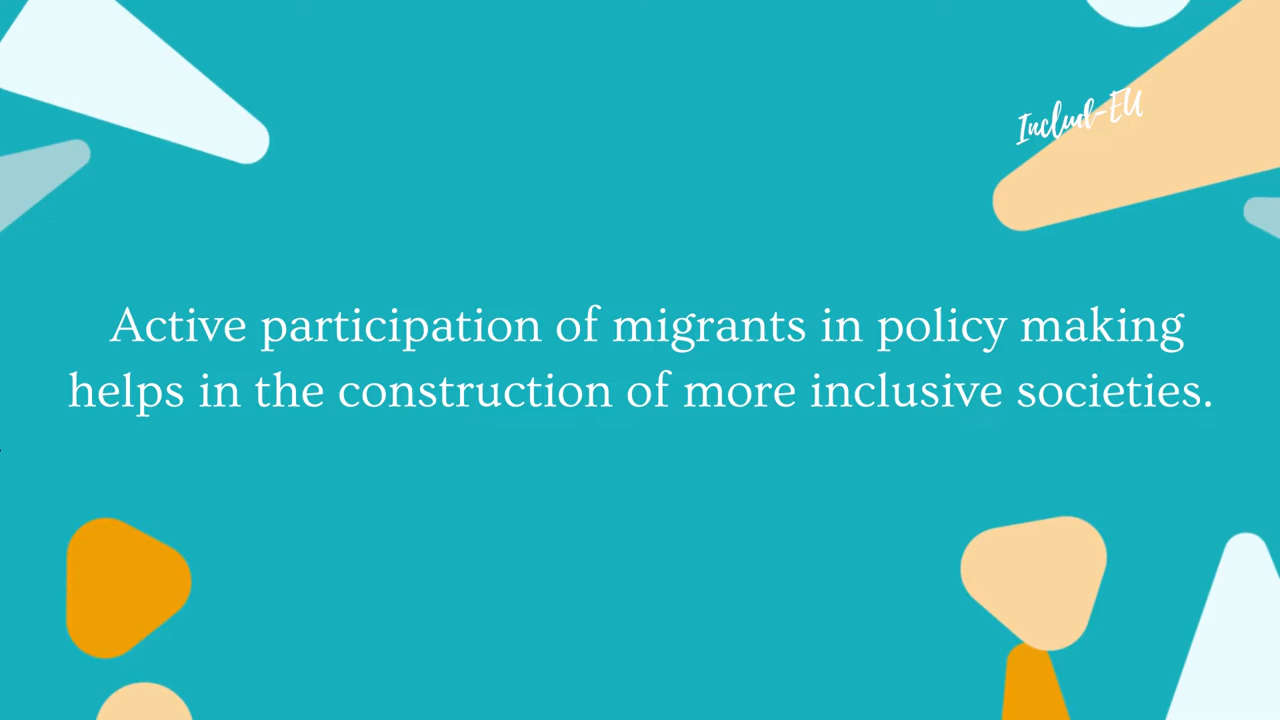 Includ-EU
Active participation of migrants in policy making
helps in the construction of more inclusive societies.